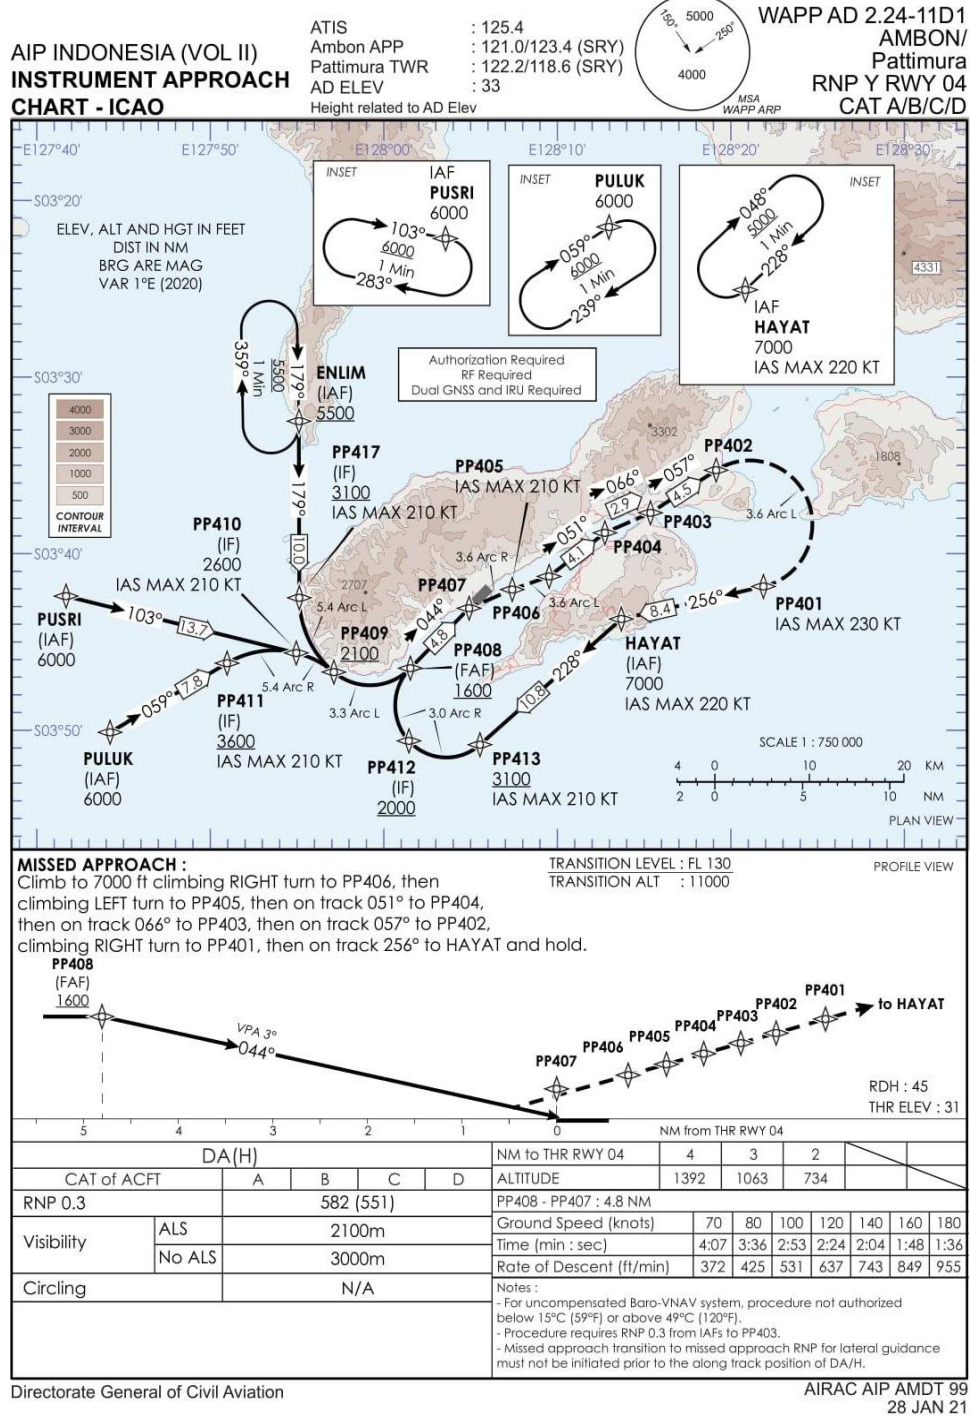 AIP INDONESIA (VOL II)
INSTRUMENT APPROACH
CHART - ICAO
ATIS : 125.4
Ambon APP : 121.0/123.4 (SRY)
Pattimura TWR : 122.2/118.6 (SRY)
AD ELEV : 33
Height related to AD Elev
150°
5000
250°
4000
MSA
WAPP ARP
WAPP AD 2.24-11D1
AMBON/
Pattimura
RNP Y RWY 04
CAT A/B/C/D
E127°40' E127°50' E128°00' E128°10' E128°20' E128°30'
S03°20'
S03°30'
S03°40'
S03°50'
ELEV, ALT AND HGT IN FEET
DIST IN NM
BRG ARE MAG
VAR 1°E (2020)
INSET
IAF
PUSRI
6000
103°
6000
1 Min
283°
INSET
PULUK
6000
059°
6000
1 Min
239°
INSET
048°
5000
1 Min
228°
IAF
HAYAT
7000
IAS MAX 220 KT
4331
Authorization Required
RF Required
Dual GNSS and IRU Required
359°
1 Min
5500
179°
ENLIM
(IAF)
5500
4000
3000
2000
1000
500
CONTOUR
INTERVAL
179°
10.0
PP417
(IF)
3100
IAS MAX 210 KT
PP405
IAS MAX 210 KT
3302
1808
PP402
066°
057°
2.9
4.5
PP403
3.6 Arc L
051°
4.1
PP404
PP410
(IF)
2600
IAS MAX 210 KT
3.6 Arc R
2707
PP407
5.4 Arc L
044°
PP406
3.6 Arc L
PUSRI
(IAF)
6000
103°
13.7
PP409
2100
4.8
PP408
(FAF)
1600
256°
8.4
PP401
IAS MAX 230 KT
HAYAT
(IAF)
7000
IAS MAX 220 KT
228°
10.8
059°
7.8
5.4 Arc R
PP411
(IF)
3600
IAS MAX 210 KT
3.3 Arc L
3.0 Arc R
PULUK
(IAF)
6000
PP412
(IF)
2000
PP413
3100
IAS MAX 210 KT
SCALE 1 : 750 000
4 0 10 20 KM
2 0 5 10 NM
PLAN VIEW
MISSED APPROACH :
Climb to 7000 ft climbing RIGHT turn to PP406, then
climbing LEFT turn to PP405, then on track 051° to PP404,
then on track 066° to PP403, then on track 057° to PP402,
climbing RIGHT turn to PP401, then on track 256° to HAYAT and hold.
TRANSITION LEVEL : FL 130
TRANSITION ALT : 11000
PROFILE VIEW
PP408
(FAF)
1600
VPA 3°
044°
PP407
PP406
PP405
PP404
PP403
PP402
PP401
to HAYAT
RDH : 45
THR ELEV : 31
5 4 3 2 1 0 NM from THR RWY 04
DA(H)
CAT of ACFT A B C D
RNP 0.3 582 (551)
Visibility
ALS 2100m
No ALS 3000m
Circling N/A
NM to THR RWY 04 4 3 2
ALTITUDE 1392 1063 734
PP408 - PP407 : 4.8 NM
Ground Speed (knots) 70 80 100 120 140 160 180
Time (min : sec) 4:07 3:36 2:53 2:24 2:04 1:48 1:36
Rate of Descent (ft/min) 372 425 531 637 743 849 955
Notes :
- For uncompensated Baro-VNAV system, procedure not authorized
below 15°C (59°F) or above 49°C (120°F).
- Procedure requires RNP 0.3 from IAFs to PP403.
- Missed approach transition to missed approach RNP for lateral guidance
must not be initiated prior to the along track position of DA/H.
Directorate General of Civil Aviation
AIRAC AIP AMDT 99
28 JAN 21